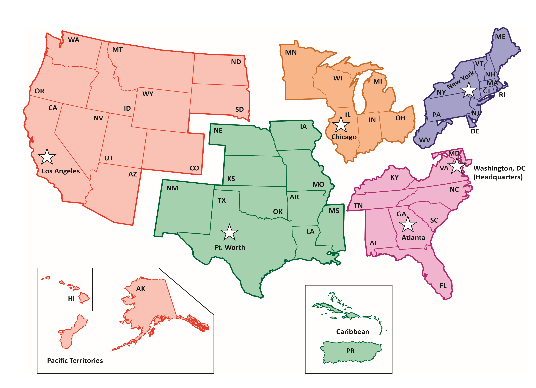 WA
MT
ND
OR
ID
WY
SD
CA
NV
UT
CO
AZ
Los Angeles
MN
WI
MI
IL
IN
OH
Chicago
ME
VT
NH
New York
MA
CT
RI
NY
PA
NJ
DE
WV
NE
IA
KS
MO
NM
TX
OK
AR
MS
LA
Ft. Worth
MD
VA
Washington, DC
(Headquarters)
KY
NC
TN
SC
GA
Atlanta
AL
FL
HI
AK
Pacific Territories
Caribbean
PR